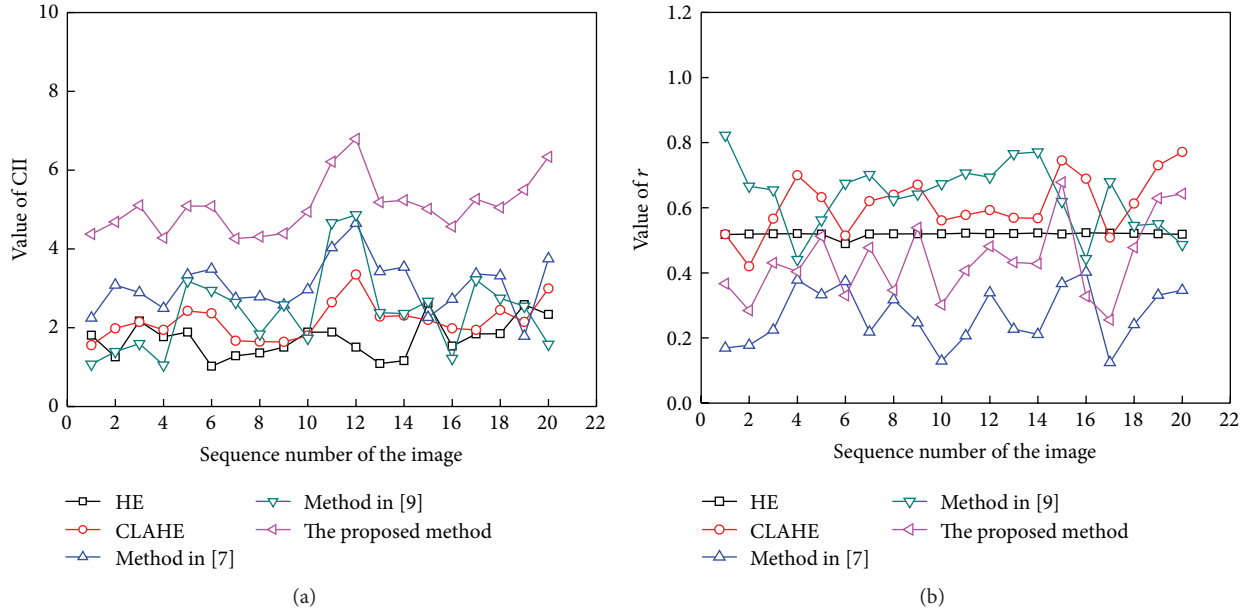 10
8
6
4
2
0
Value of CII
0 2 4 6 8 10 12 14 16 18 20 22
Sequence number of the image
HE
CLAHE
Method in [7]
Method in [9]
The proposed method
(a)
1.2
1.0
0.8
0.6
0.4
0.2
0.0
Value of r
0 2 4 6 8 10 12 14 16 18 20 22
Sequence number of the image
HE
CLAHE
Method in [7]
Method in [9]
The proposed method
(b)